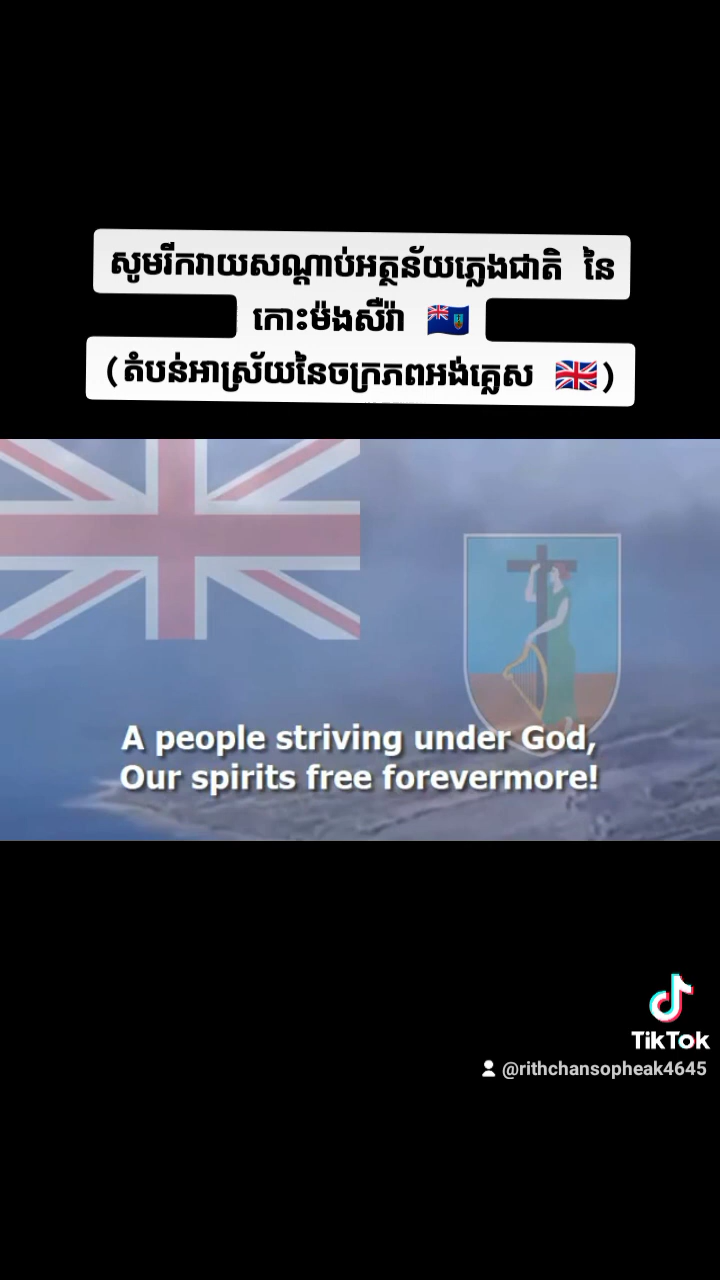 សូមរីករាយសណ្ដាប់អត្ថន័យភ្លេងជាតិ នៃ
កោះម៉ងសឺរ៉ា 🇲🇸
(តំបន់អាស្រ័យនៃចក្រភពអង់គ្លេស 🇬🇧)
A people striving under God,
Our spirits free forevermore!
TikTok
@rithchansopheak4645